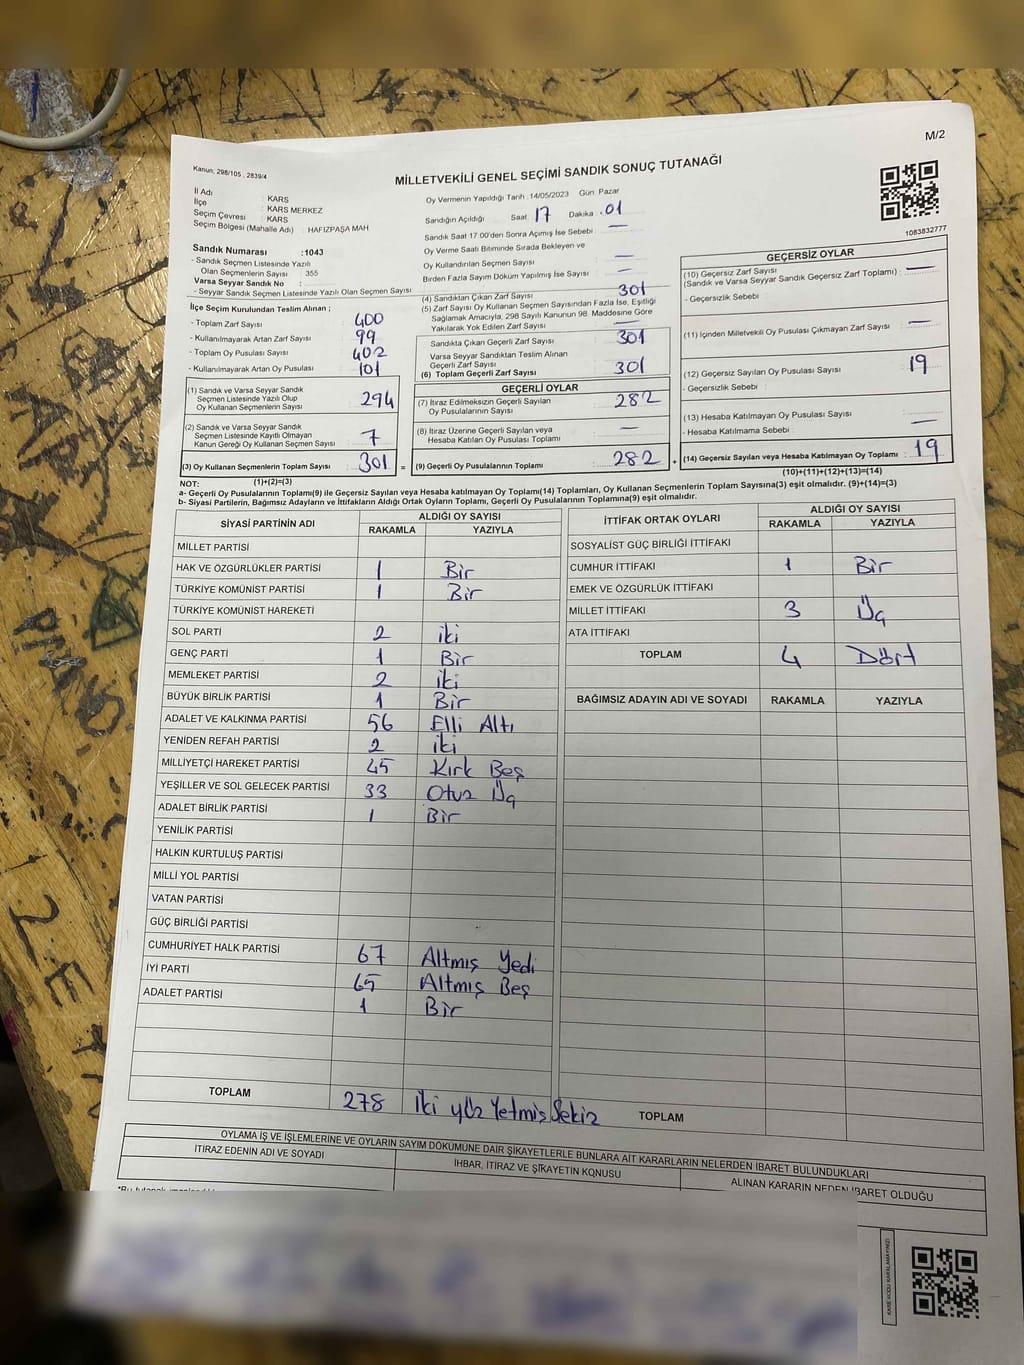 M/2
Kanun, 298/105 , 2839/4
MİLLETVEKİLİ GENEL SEÇİMİ SANDIK SONUÇ TUTANAĞI
1083832777
İl Adı : KARS
İlçe : KARS MERKEZ
Seçim Çevresi : KARS
Seçim Bölgesi (Mahalle Adı) : HAFIZPAŞA MAH
Sandık Numarası :1043
- Sandık Seçmen Listesinde Yazılı
Olan Seçmenlerin Sayısı : 355
Varsa Seyyar Sandık No :
- Seyyar Sandık Seçmen Listesinde Yazılı Olan Seçmen Sayısı
İlçe Seçim Kurulundan Teslim Alınan ;
- Toplam Zarf Sayısı : 400
- Kullanılmayarak Artan Zarf Sayısı : 99
- Toplam Oy Pusulası Sayısı : 402
- Kullanılmayarak Artan Oy Pusulası : 101
(1) Sandık ve Varsa Seyyar Sandık
Seçmen Listesinde Yazılı Olup
Oy Kullanan Seçmenlerin Sayısı : 294
(2) Sandık ve Varsa Seyyar Sandık
Seçmen Listesinde Kayıtlı Olmayan
Kanun Gereği Oy Kullanan Seçmen Sayısı : 7
(3) Oy Kullanan Seçmenlerin Toplam Sayısı : 301 =
(1)+(2)=(3)
Oy Vermenin Yapıldığı Tarih :14/05/2023 Gün Pazar
Sandığın Açıldığı Saat 17 Dakika :01
Sandık Saat 17:00'den Sonra Açımış İse Sebebi : —
Oy Verme Saati Bitiminde Sırada Bekleyen ve
Oy Kullandırılan Seçmen Sayısı : —
Birden Fazla Sayım Döküm Yapılmış İse Sayısı : —
(4) Sandıktan Çıkan Zarf Sayısı : 301
(5) Zarf Sayısı Oy Kullanan Seçmen Sayısından Fazla İse, Eşitliği
Sağlamak Amacıyla, 298 Sayılı Kanunun 98. Maddesine Göre
Yakılarak Yok Edilen Zarf Sayısı : —
Sandıkta Çıkan Geçerli Zarf Sayısı : 301
Varsa Seyyar Sandıktan Teslim Alınan
Geçerli Zarf Sayısı :
(6) Toplam Geçerli Zarf Sayısı : 301
GEÇERLİ OYLAR
(7) İtiraz Edilmeksizin Geçerli Sayılan
Oy Pusulalarının Sayısı : 282
(8) İtiraz Üzerine Geçerli Sayılan veya
Hesaba Katılan Oy Pusulası Toplamı : —
(9) Geçerli Oy Pusulalarının Toplamı : 282 +
GEÇERSİZ OYLAR
(10) Geçersiz Zarf Sayısı
(Sandık ve Varsa Seyyar Sandık Geçersiz Zarf Toplamı) : —
- Geçersizlik Sebebi
(11) İçinden Milletvekili Oy Pusulası Çıkmayan Zarf Sayısı : —
(12) Geçersiz Sayılan Oy Pusulası Sayısı : 19
- Geçersizlik Sebebi :
(13) Hesaba Katılmayan Oy Pusulası Sayısı : —
- Hesaba Katılmama Sebebi :
(14) Geçersiz Sayılan veya Hesaba Katılmayan Oy Toplamı : 19
(10)+(11)+(12)+(13)=(14)
NOT:
a- Geçerli Oy Pusulalarının Toplamı(9) ile Geçersiz Sayılan veya Hesaba katılmayan Oy Toplamı(14) Toplamları, Oy Kullanan Seçmenlerin Toplam Sayısına(3) eşit olmalıdır. (9)+(14)=(3)
b- Siyasi Partilerin, Bağımsız Adayların ve İttifakların Aldığı Ortak Oyların Toplamı, Geçerli Oy Pusulalarının Toplamına(9) eşit olmalıdır.
SİYASİ PARTİNİN ADI ALDIĞI OY SAYISI
RAKAMLA YAZIYLA
MİLLET PARTİSİ
HAK VE ÖZGÜRLÜKLER PARTİSİ 1 Bir
TÜRKİYE KOMÜNİST PARTİSİ 1 Bir
TÜRKİYE KOMÜNİST HAREKETİ
SOL PARTİ 2 iki
GENÇ PARTİ 1 Bir
MEMLEKET PARTİSİ 2 iki
BÜYÜK BİRLİK PARTİSİ 1 Bir
ADALET VE KALKINMA PARTİSİ 56 Elli Altı
YENİDEN REFAH PARTİSİ 2 iki
MİLLİYETÇİ HAREKET PARTİSİ 45 Kırk Beş
YEŞİLLER VE SOL GELECEK PARTİSİ 33 Otuz Üç
ADALET BİRLİK PARTİSİ 1 Bir
YENİLİK PARTİSİ
HALKIN KURTULUŞ PARTİSİ
MİLLİ YOL PARTİSİ
VATAN PARTİSİ
GÜÇ BİRLİĞİ PARTİSİ
CUMHURİYET HALK PARTİSİ 67 Altmış Yedi
İYİ PARTİ 65 Altmış Beş
ADALET PARTİSİ 1 Bir
TOPLAM 278 İki yüz Yetmiş Sekiz
İTTİFAK ORTAK OYLARI ALDIĞI OY SAYISI
RAKAMLA YAZIYLA
SOSYALİST GÜÇ BİRLİĞİ İTTİFAKI
CUMHUR İTTİFAKI 1 Bir
EMEK VE ÖZGÜRLÜK İTTİFAKI
MİLLET İTTİFAKI 3 Üç
ATA İTTİFAKI
TOPLAM 4 Dört
BAĞIMSIZ ADAYIN ADI VE SOYADI RAKAMLA YAZIYLA
TOPLAM
OYLAMA İŞ VE İŞLEMLERİNE VE OYLARIN SAYIM DÖKÜMÜNE DAİR ŞİKAYETLERLE BUNLARA AİT KARARLARIN NELERDEN İBARET BULUNDUKLARI
İTİRAZ EDENİN ADI VE SOYADI İHBAR, İTİRAZ VE ŞİKAYETİN KONUSU ALINAN KARARIN NEDEN İBARET OLDUĞU
KARE KODU KARALAMAYINIZ!